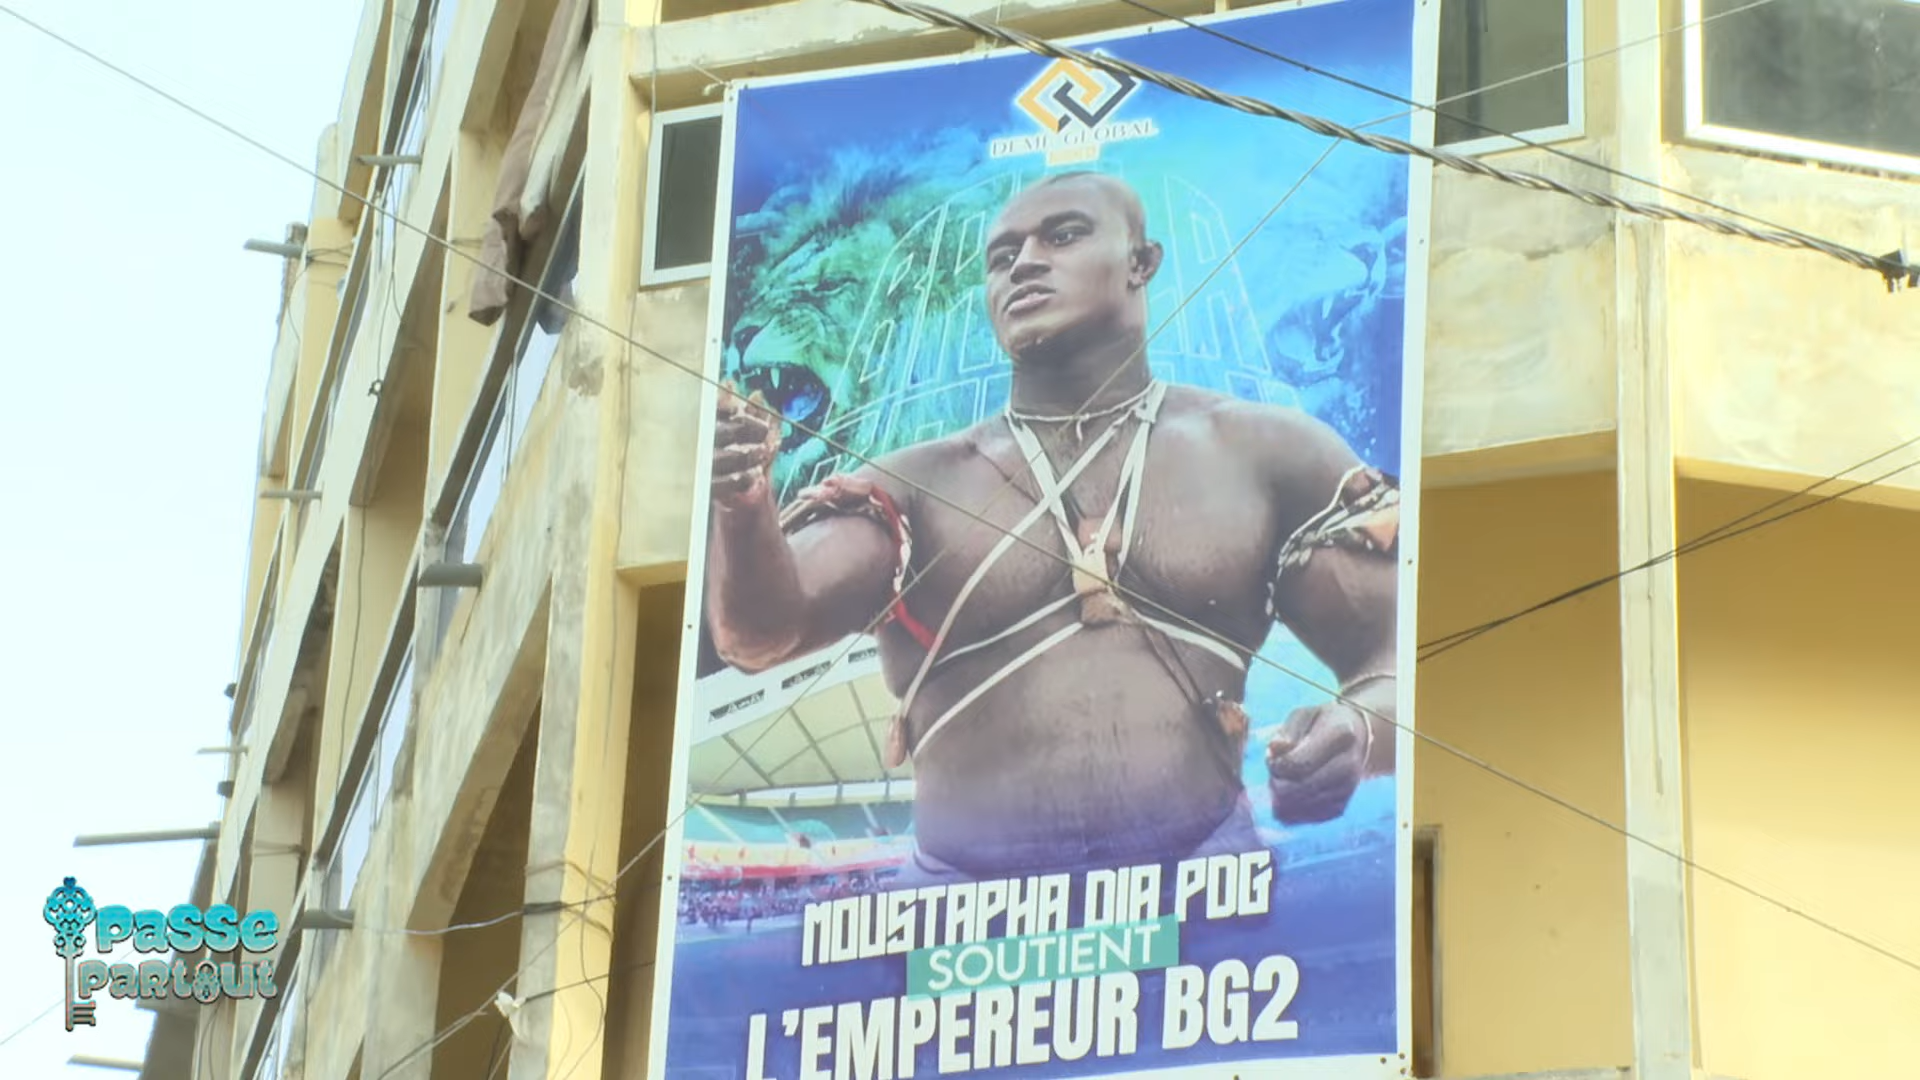 DEME GLOBAL
MOUSTAPHA DIA PDG
SOUTIENT
L'EMPEREUR BG2
PASSE
PARTOUT